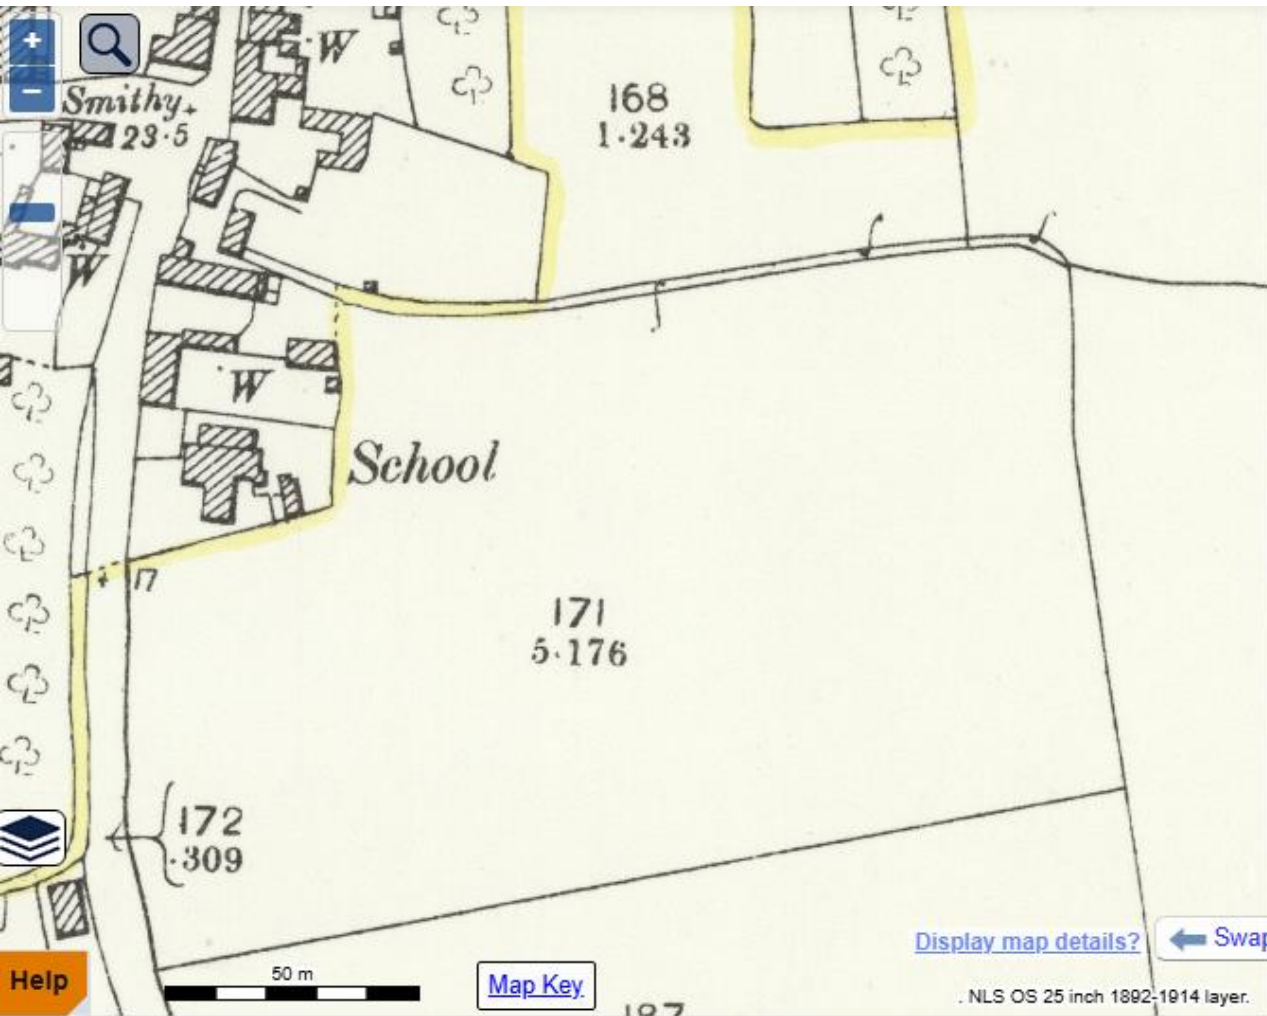 +
W
−
168
1·243
Smithy
23·5
W
W
School
17
171
5·176
172
·309
Display map details?
Swap
50 m
Help
Map Key
. NLS OS 25 inch 1892-1914 layer.
187